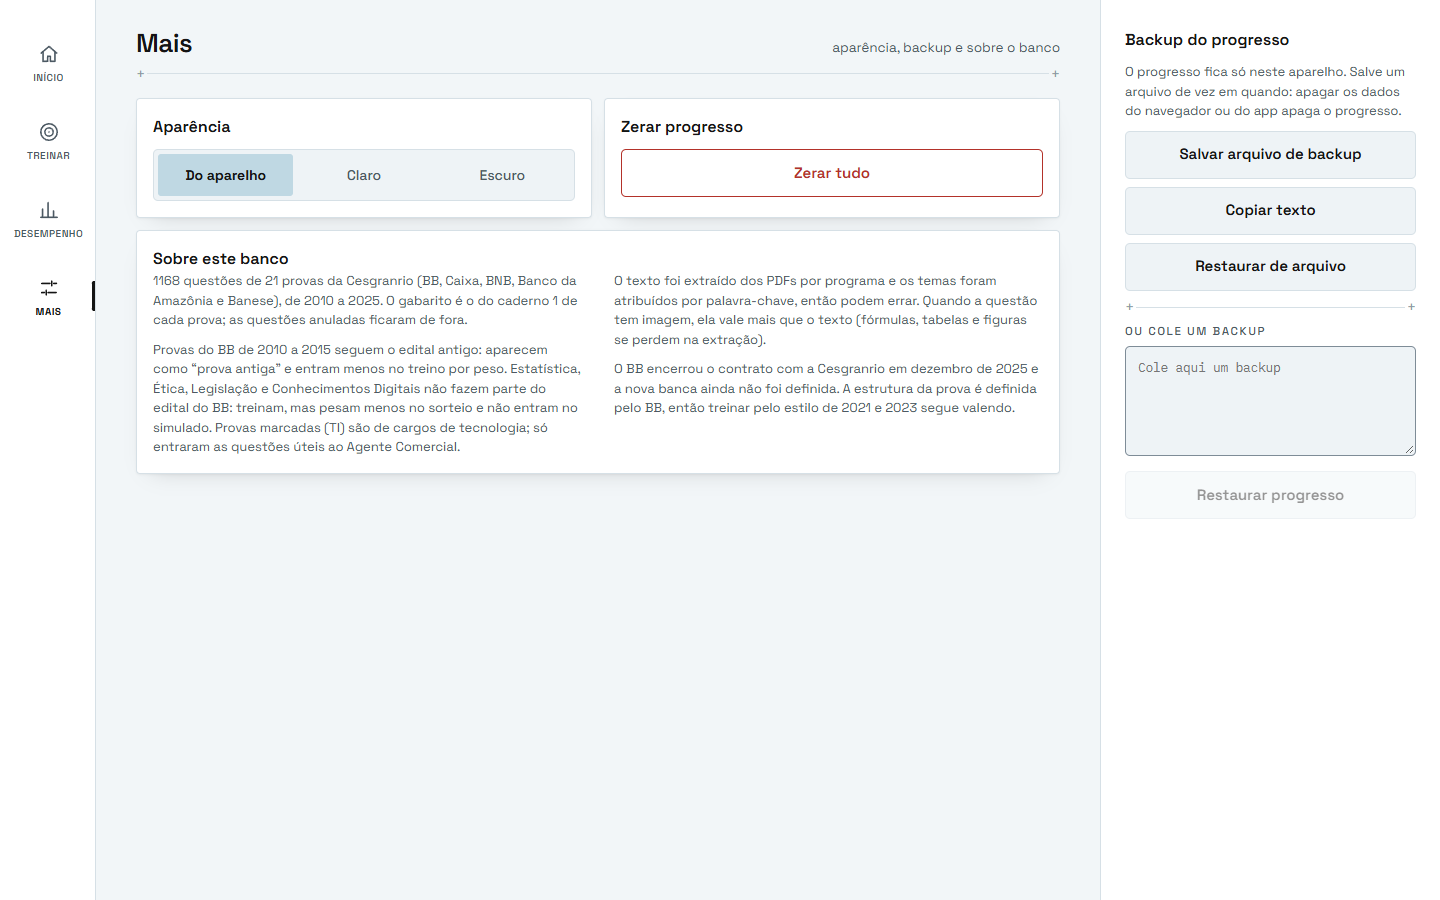 INÍCIO
TREINAR
DESEMPENHO
MAIS
Mais
aparência, backup e sobre o banco
Aparência
Do aparelho
Claro
Escuro
Zerar progresso
Zerar tudo
Sobre este banco
1168 questões de 21 provas da Cesgranrio (BB, Caixa, BNB, Banco da
Amazônia e Banese), de 2010 a 2025. O gabarito é o do caderno 1 de
cada prova; as questões anuladas ficaram de fora.
Provas do BB de 2010 a 2015 seguem o edital antigo: aparecem
como “prova antiga” e entram menos no treino por peso. Estatística,
Ética, Legislação e Conhecimentos Digitais não fazem parte do
edital do BB: treinam, mas pesam menos no sorteio e não entram no
simulado. Provas marcadas (TI) são de cargos de tecnologia; só
entraram as questões úteis ao Agente Comercial.
O texto foi extraído dos PDFs por programa e os temas foram
atribuídos por palavra-chave, então podem errar. Quando a questão
tem imagem, ela vale mais que o texto (fórmulas, tabelas e figuras
se perdem na extração).
O BB encerrou o contrato com a Cesgranrio em dezembro de 2025 e
a nova banca ainda não foi definida. A estrutura da prova é definida
pelo BB, então treinar pelo estilo de 2021 e 2023 segue valendo.
Backup do progresso
O progresso fica só neste aparelho. Salve um
arquivo de vez em quando: apagar os dados
do navegador ou do app apaga o progresso.
Salvar arquivo de backup
Copiar texto
Restaurar de arquivo
OU COLE UM BACKUP
Cole aqui um backup
Restaurar progresso